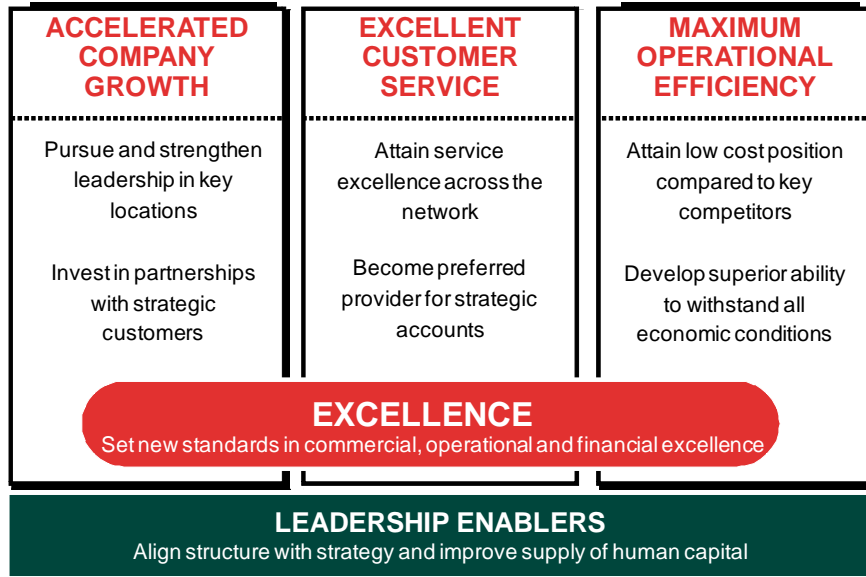 ACCELERATED
COMPANY
GROWTH
Pursue and strengthen
leadership in key
locations
Invest in partnerships
with strategic
customers
EXCELLENT
CUSTOMER
SERVICE
Attain service
excellence across the
network
Become preferred
provider for strategic
accounts
MAXIMUM
OPERATIONAL
EFFICIENCY
Attain low cost position
compared to key
competitors
Develop superior ability
to withstand all
economic conditions
EXCELLENCE
Set new standards in commercial, operational and financial excellence
LEADERSHIP ENABLERS
Align structure with strategy and improve supply of human capital